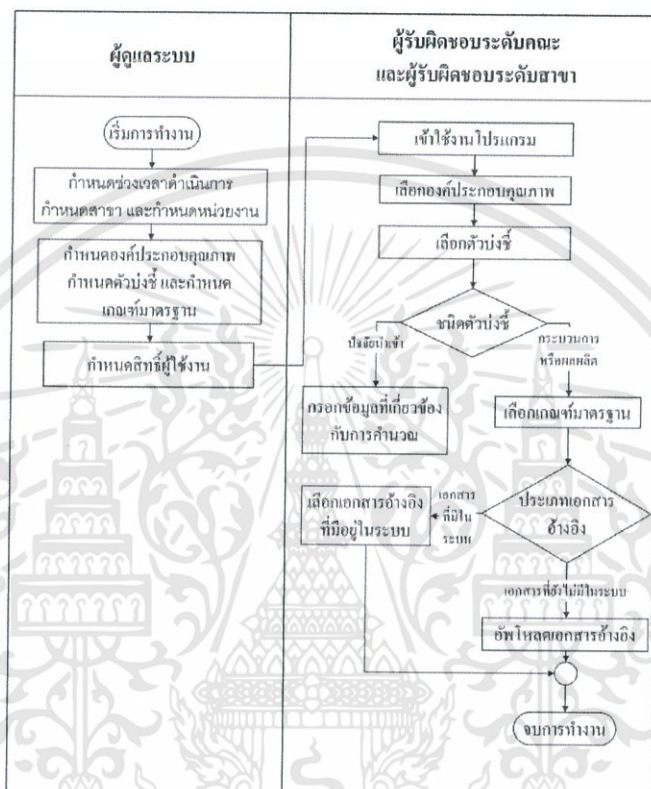 ผู้ดูแลระบบ
ผู้รับผิดชอบระดับคณะ
และผู้รับผิดชอบระดับสาขา
เริ่มการทำงาน
กำหนดช่วงเวลาดำเนินการ
กำหนดสาขา และกำหนดหน่วยงาน
กำหนดองค์ประกอบคุณภาพ
กำหนดตัวบ่งชี้ และกำหนด
เกณฑ์มาตรฐาน
กำหนดสิทธิ์ผู้ใช้งาน
เข้าใช้งานโปรแกรม
เลือกองค์ประกอบคุณภาพ
เลือกตัวบ่งชี้
ชนิดตัวบ่งชี้
ปัจจัยนำเข้า
กระบวนการ
หรือผลผลิต
กรอกข้อมูลที่เกี่ยวข้อง
กับการคำนวณ
เลือกเกณฑ์มาตรฐาน
ประเภทเอกสาร
อ้างอิง
เอกสาร
ที่มีใน
ระบบ
เลือกเอกสารอ้างอิง
ที่มีอยู่ในระบบ
เอกสารที่ยังไม่มีในระบบ
อัพโหลดเอกสารอ้างอิง
จบการทำงาน